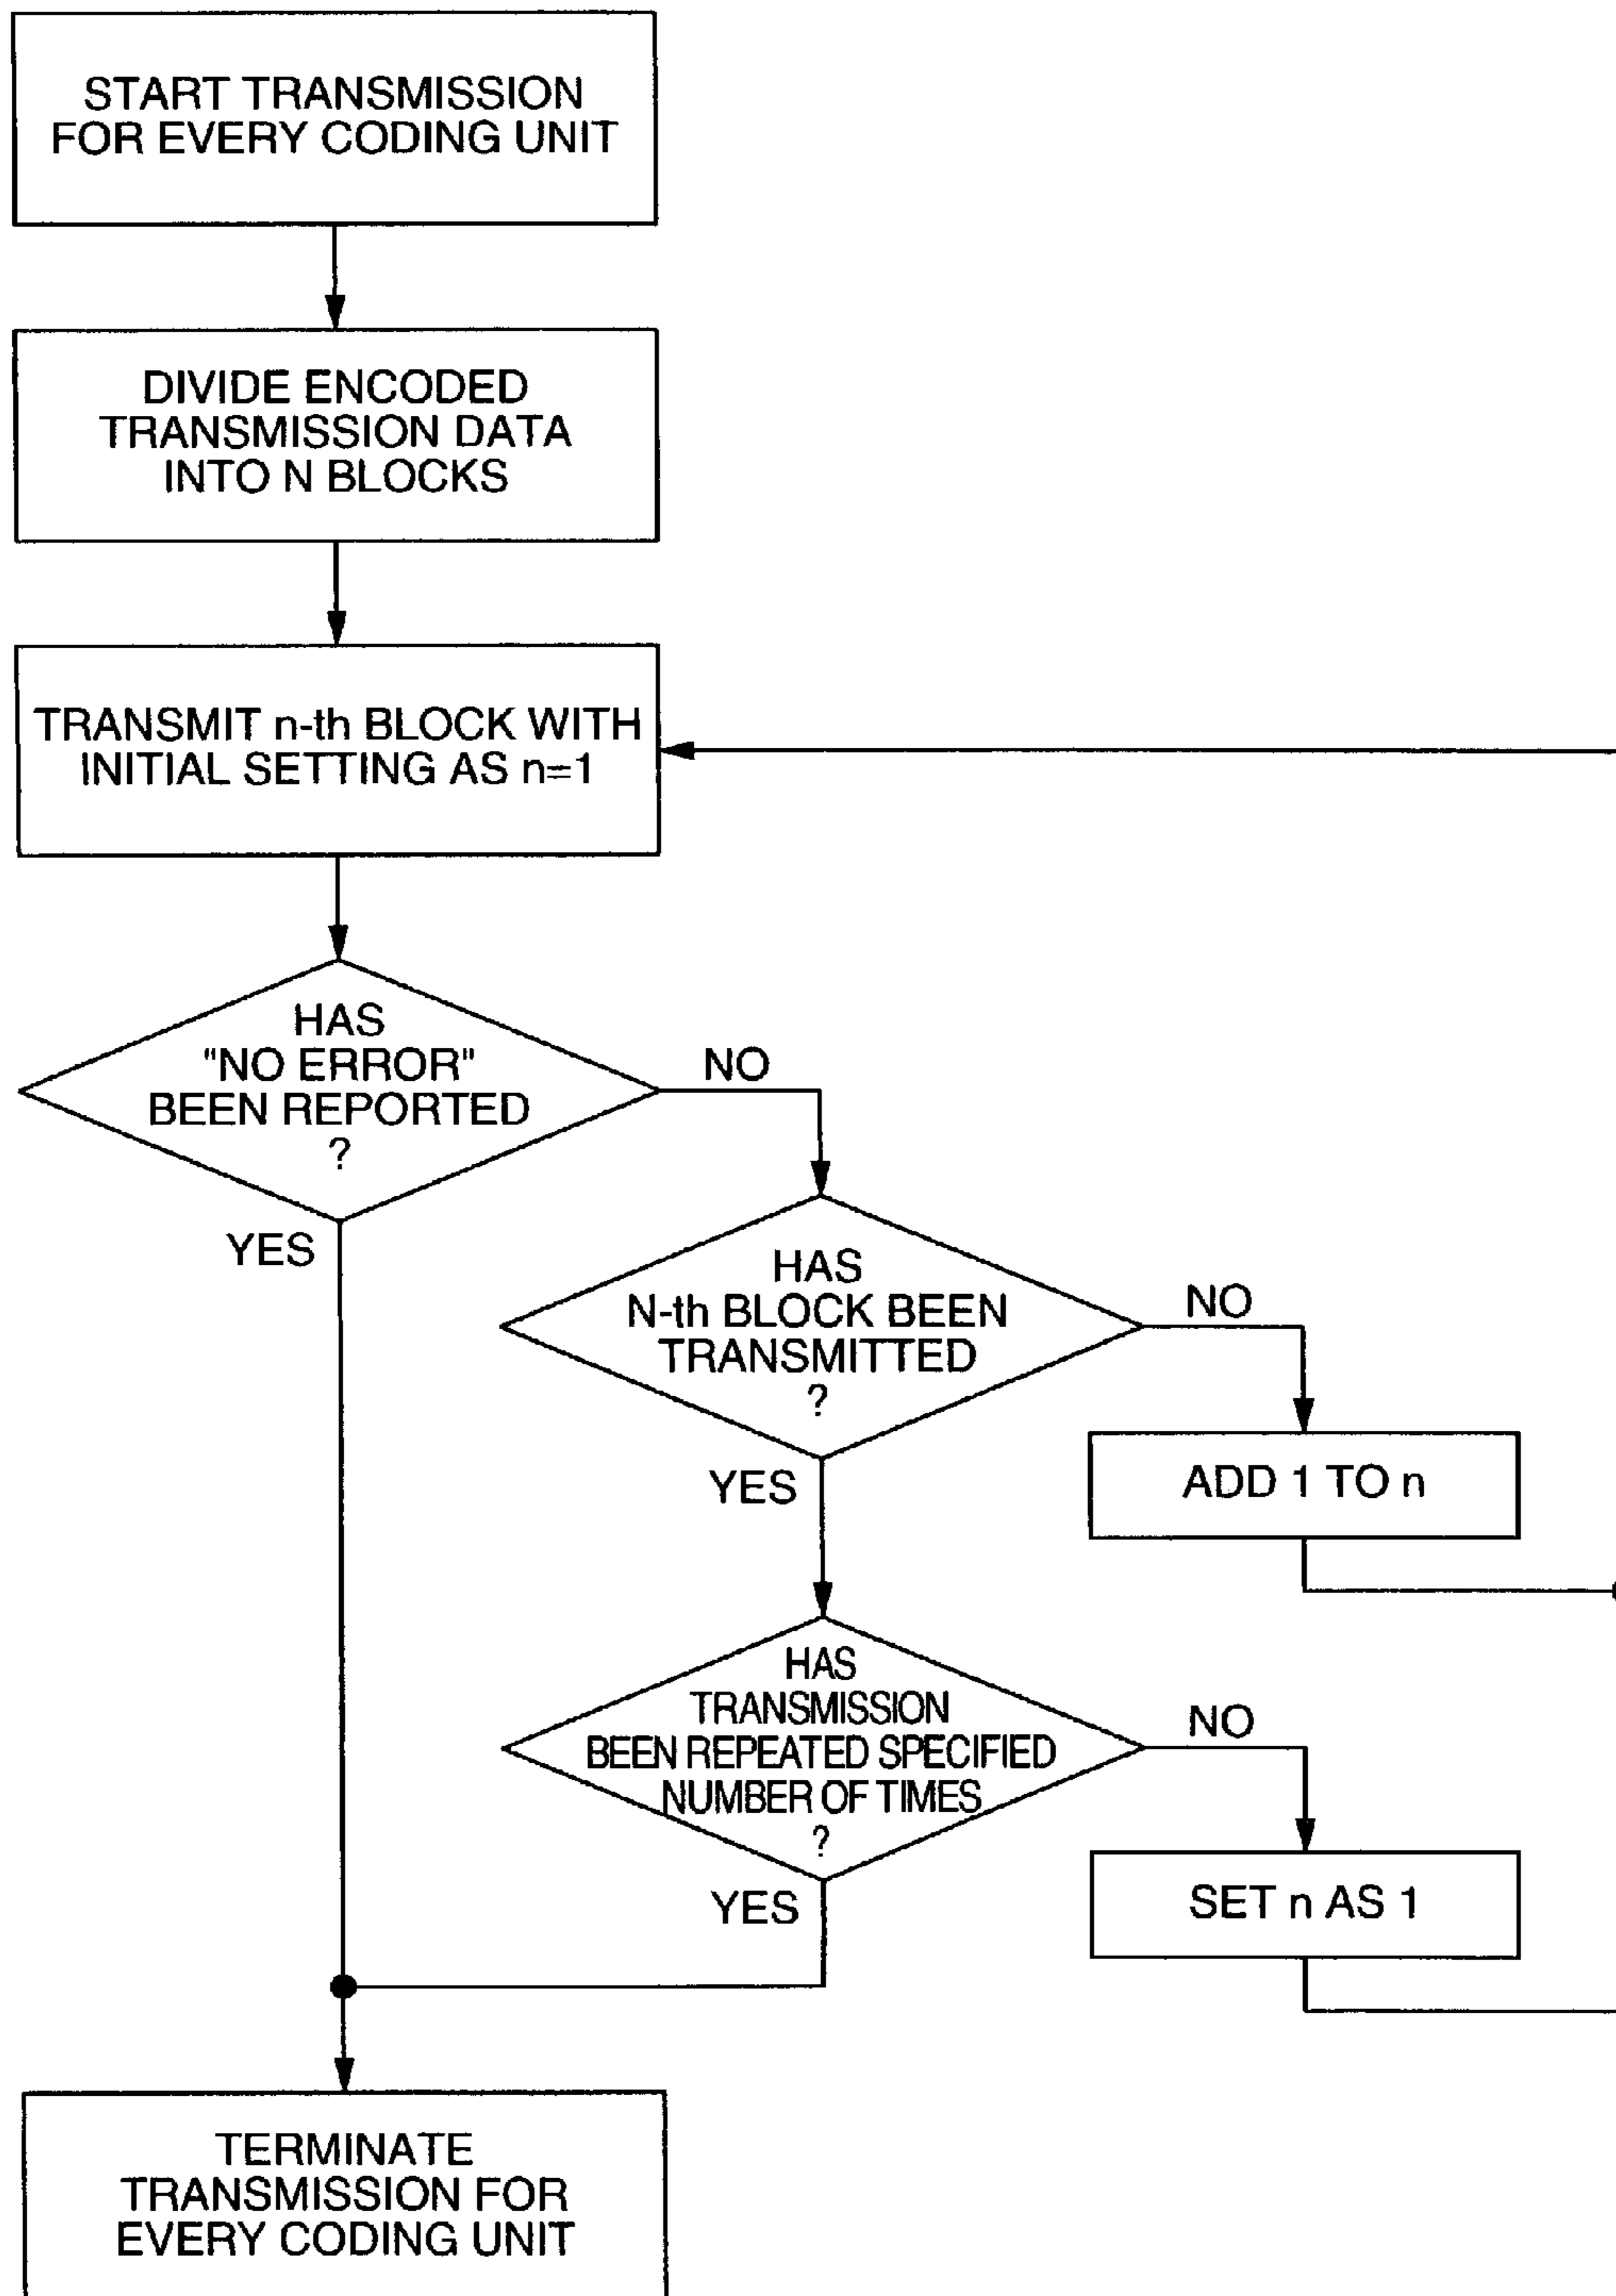 START TRANSMISSION
FOR EVERY CODING UNIT
DIVIDE ENCODED
TRANSMISSION DATA
INTO N BLOCKS
TRANSMIT n-th BLOCK WITH
INITIAL SETTING AS n=1
HAS
"NO ERROR"
BEEN REPORTED
?
NO
YES
HAS
N-th BLOCK BEEN
TRANSMITTED
?
NO
YES
ADD 1 TO n
HAS
TRANSMISSION
BEEN REPEATED SPECIFIED
NUMBER OF TIMES
?
NO
YES
SET n AS 1
TERMINATE
TRANSMISSION FOR
EVERY CODING UNIT